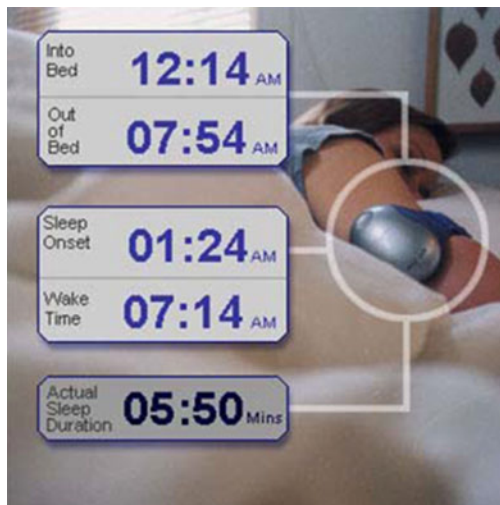 Into
Bed 12:14 AM
Out
of
Bed 07:54 AM
Sleep
Onset 01:24 AM
Wake
Time 07:14 AM
Actual
Sleep
Duration 05:50 Mins